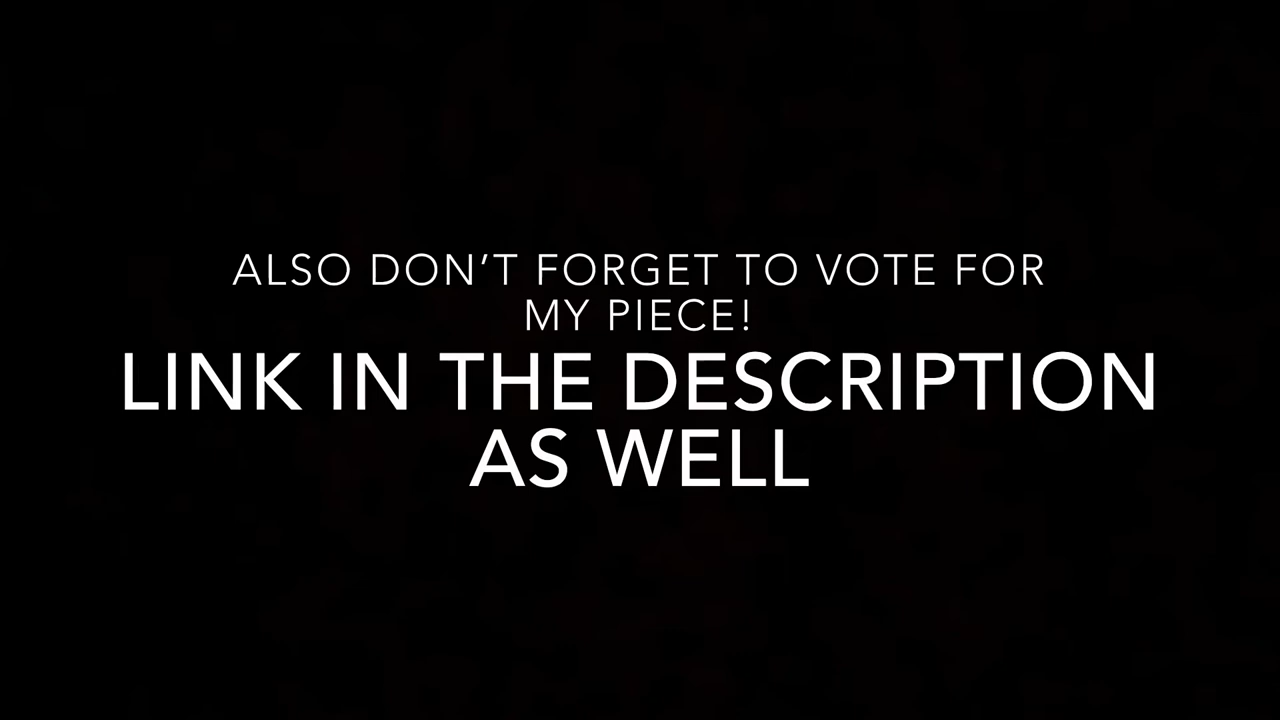 ALSO DON’T FORGET TO VOTE FOR
MY PIECE!
LINK IN THE DESCRIPTION
AS WELL